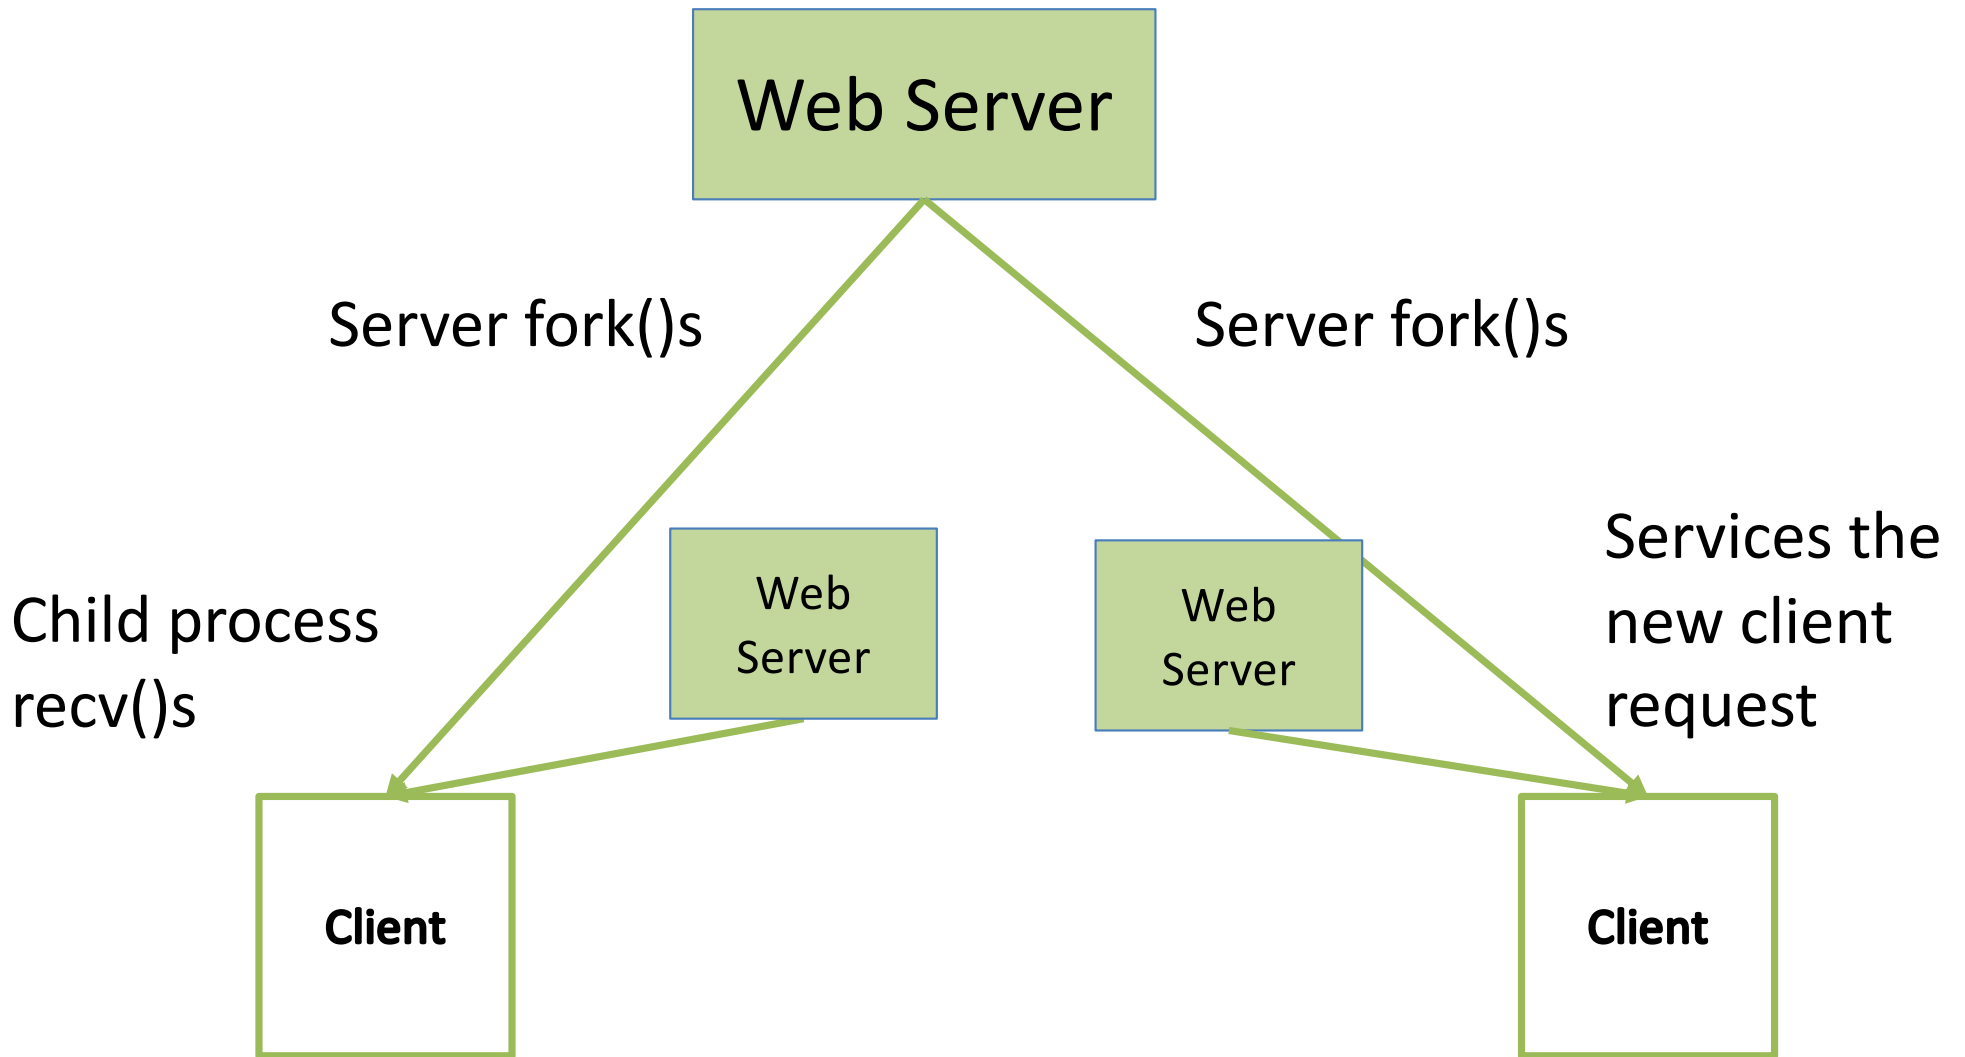 Web Server
Server fork()s
Server fork()s
Child process
recv()s
Web
Server
Web
Server
Services the
new client
request
Client
Client